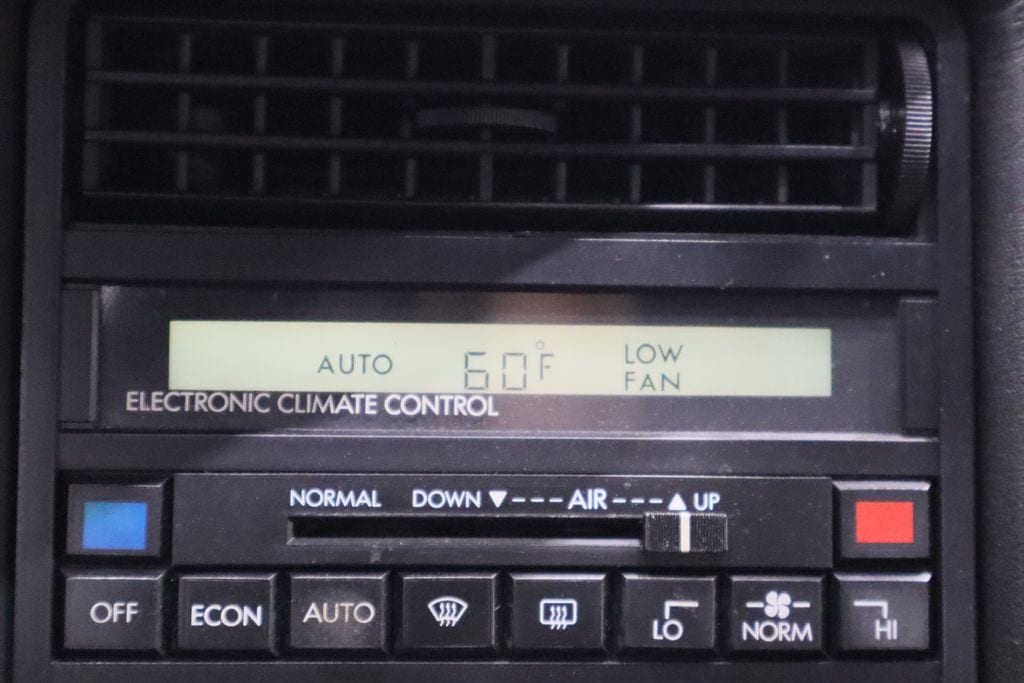 AUTO 60°F LOW FAN
ELECTRONIC CLIMATE CONTROL
NORMAL DOWN ▼--- AIR ---▲ UP
OFF ECON AUTO LO NORM HI